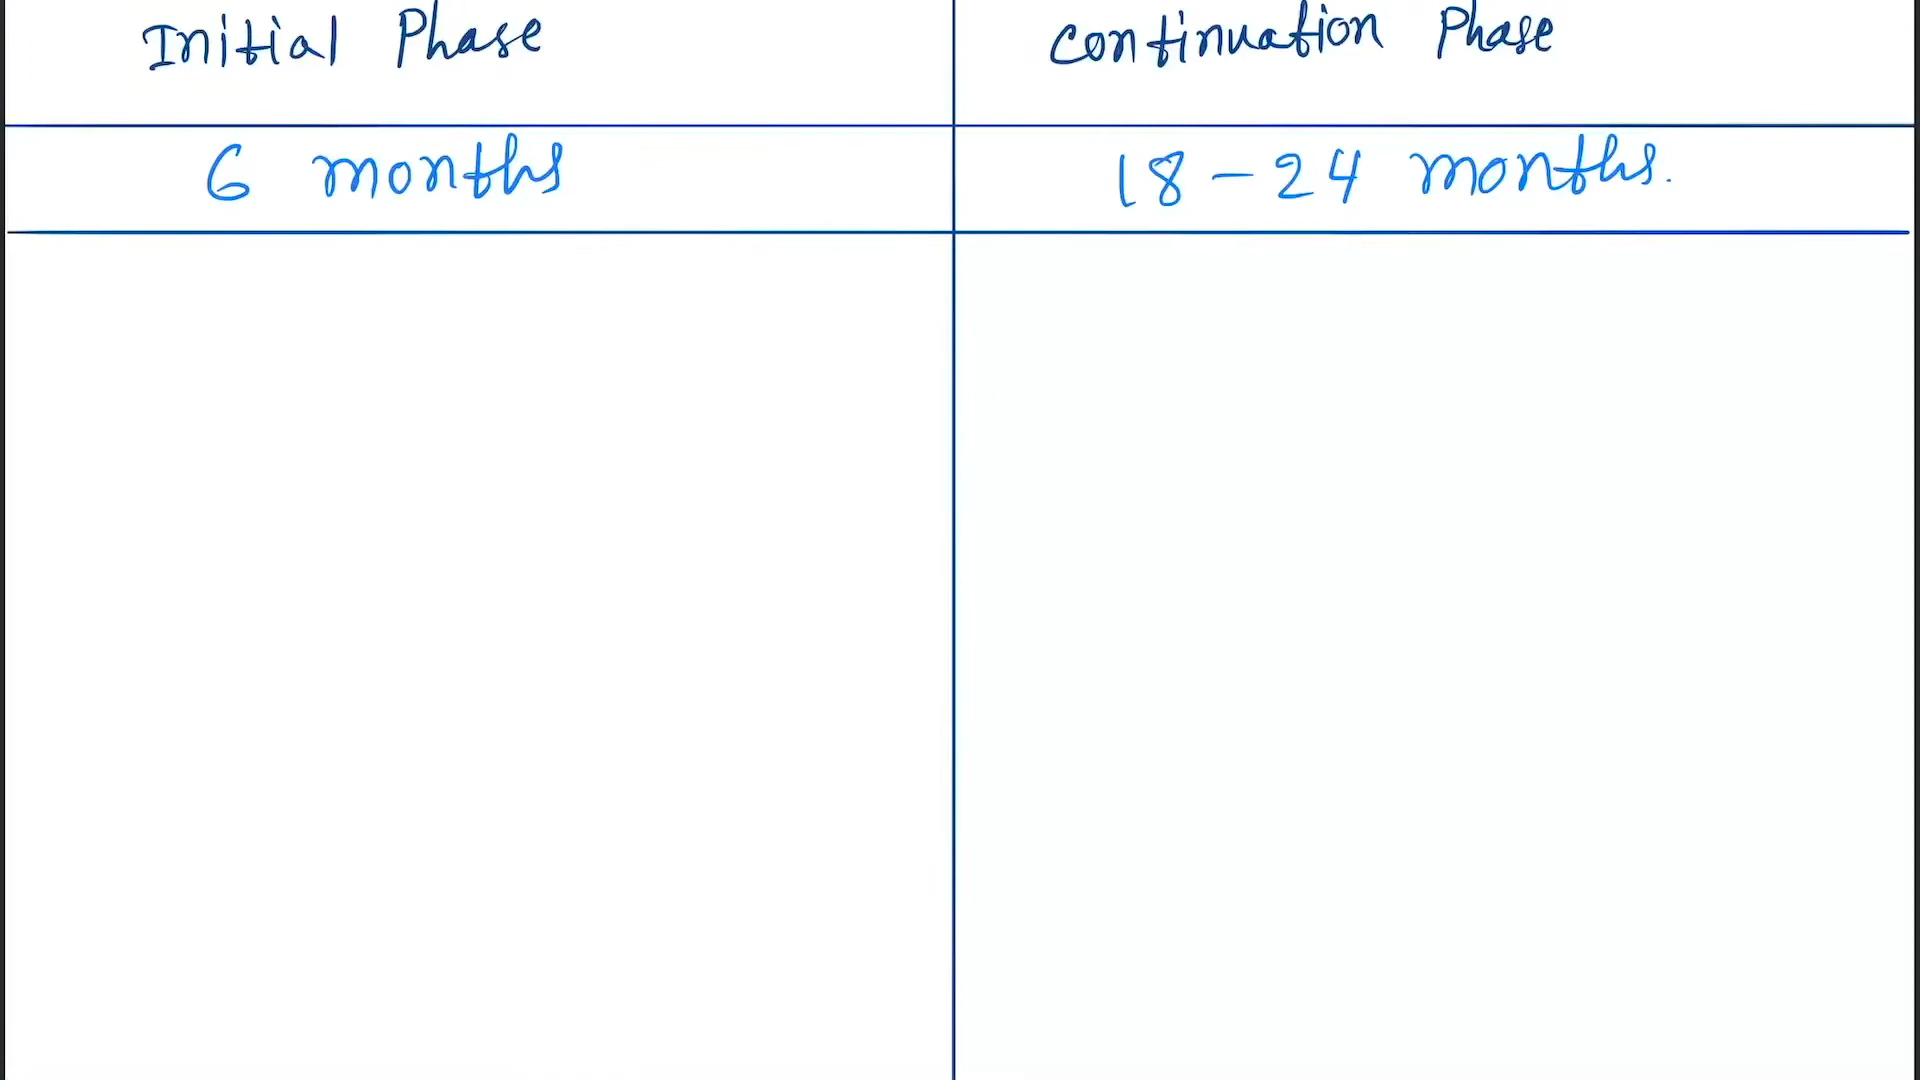 Initial Phase
Continuation Phase
6 months
18 - 24 months.